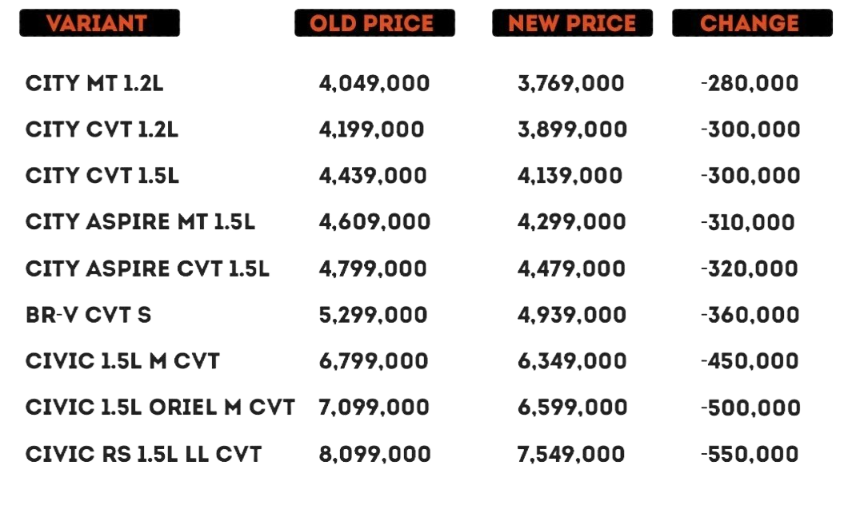 VARIANT OLD PRICE NEW PRICE CHANGE
CITY MT 1.2L 4,049,000 3,769,000 -280,000
CITY CVT 1.2L 4,199,000 3,899,000 -300,000
CITY CVT 1.5L 4,439,000 4,139,000 -300,000
CITY ASPIRE MT 1.5L 4,609,000 4,299,000 -310,000
CITY ASPIRE CVT 1.5L 4,799,000 4,479,000 -320,000
BR-V CVT S 5,299,000 4,939,000 -360,000
CIVIC 1.5L M CVT 6,799,000 6,349,000 -450,000
CIVIC 1.5L ORIEL M CVT 7,099,000 6,599,000 -500,000
CIVIC RS 1.5L LL CVT 8,099,000 7,549,000 -550,000